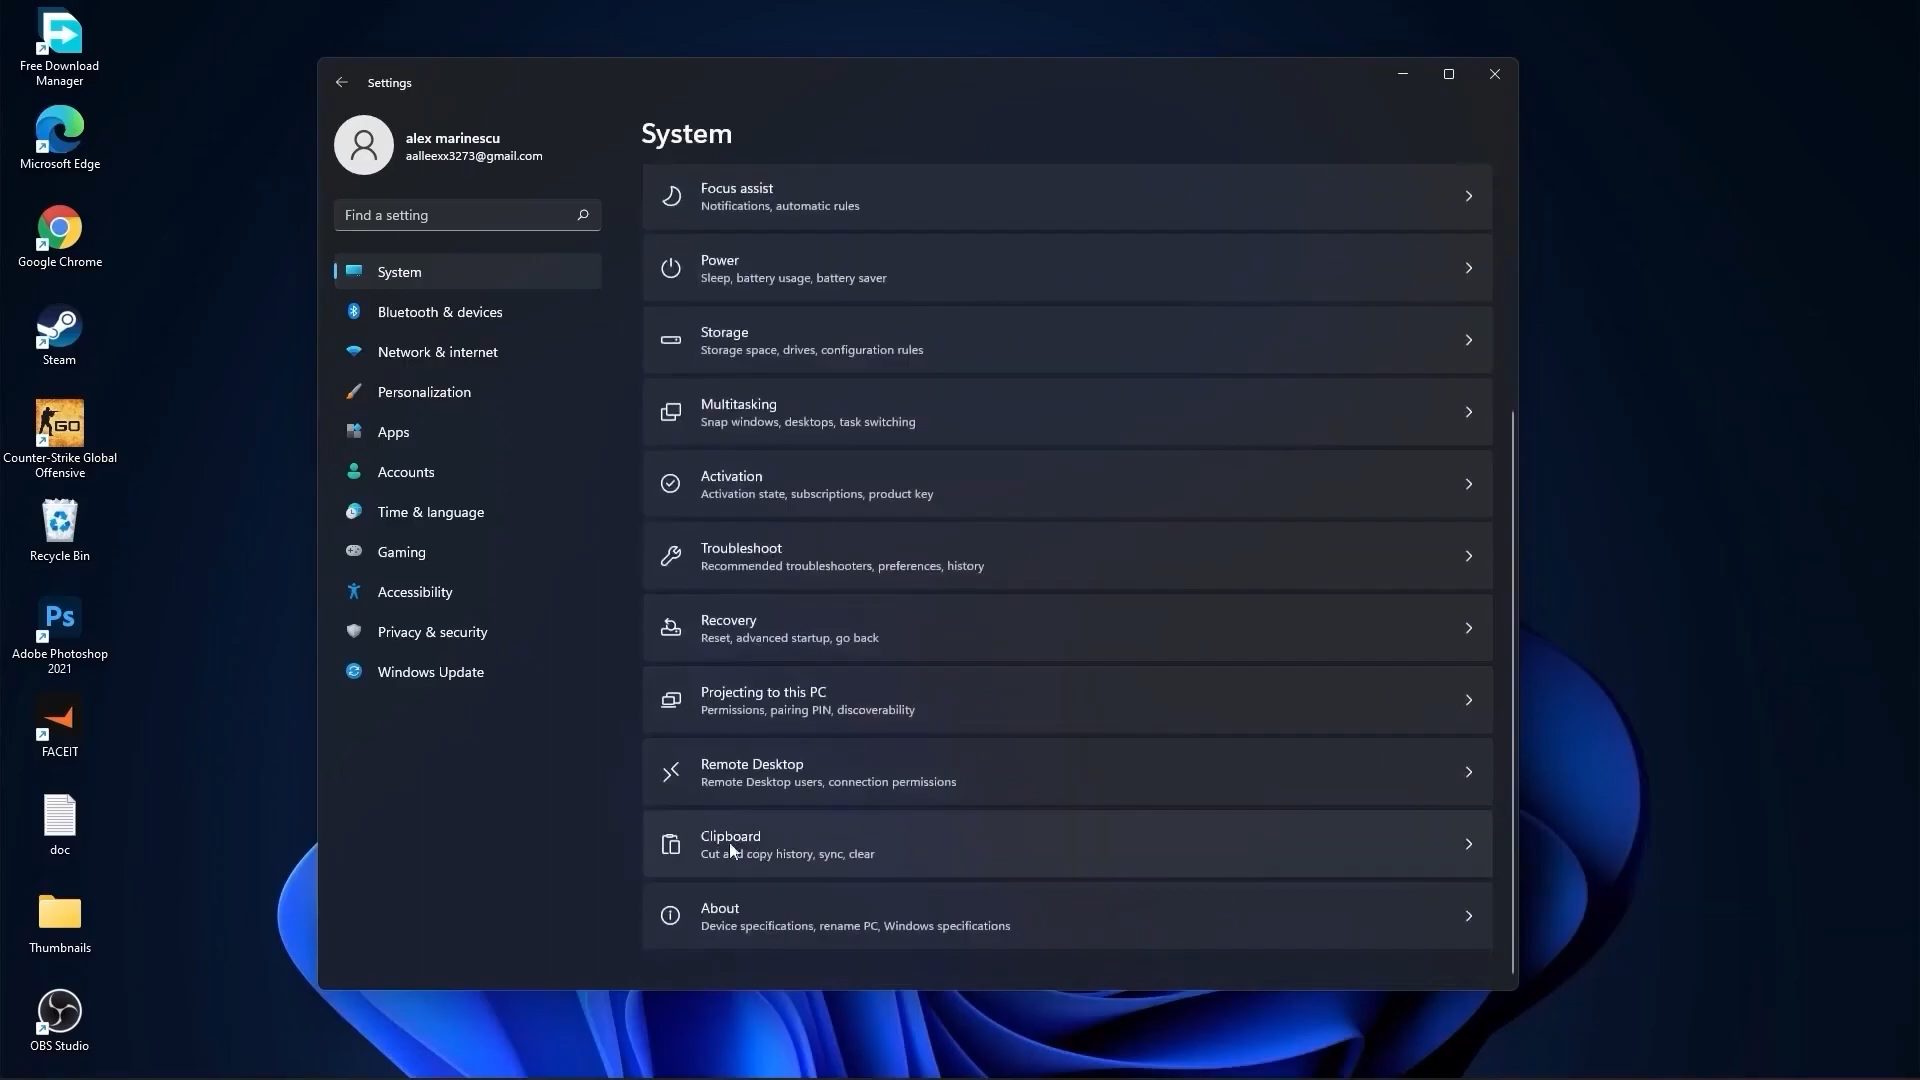 Free Download
Manager
Microsoft Edge
Google Chrome
Steam
GO
Counter-Strike Global
Offensive
Recycle Bin
Ps
Adobe Photoshop
2021
FACEIT
doc
Thumbnails
OBS Studio
Settings
alex marinescu
aalleexx3273@gmail.com
Find a setting
System
Bluetooth & devices
Network & internet
Personalization
Apps
Accounts
Time & language
Gaming
Accessibility
Privacy & security
Windows Update
System
Focus assist
Notifications, automatic rules
Power
Sleep, battery usage, battery saver
Storage
Storage space, drives, configuration rules
Multitasking
Snap windows, desktops, task switching
Activation
Activation state, subscriptions, product key
Troubleshoot
Recommended troubleshooters, preferences, history
Recovery
Reset, advanced startup, go back
Projecting to this PC
Permissions, pairing PIN, discoverability
Remote Desktop
Remote Desktop users, connection permissions
Clipboard
Cut and copy history, sync, clear
About
Device specifications, rename PC, Windows specifications